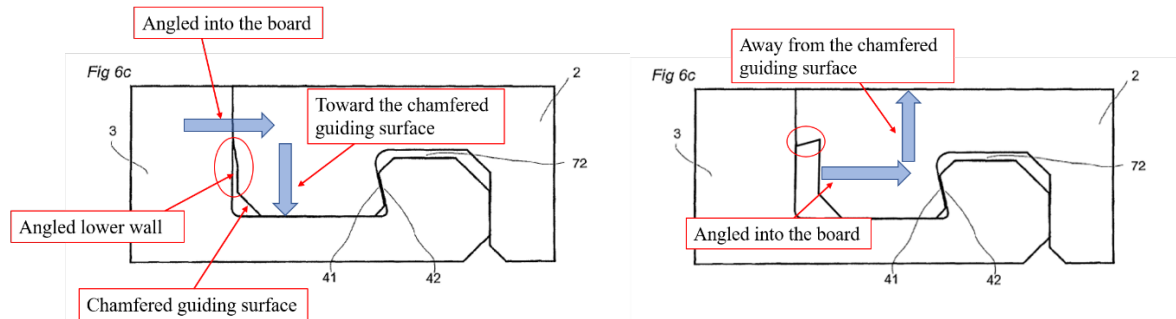 Angled into the board
Fig 6c
2
Toward the chamfered
guiding surface
3
72
Angled lower wall
41
42
Chamfered guiding surface
Away from the chamfered
guiding surface
Fig 6c
2
3
72
Angled into the board
41
42